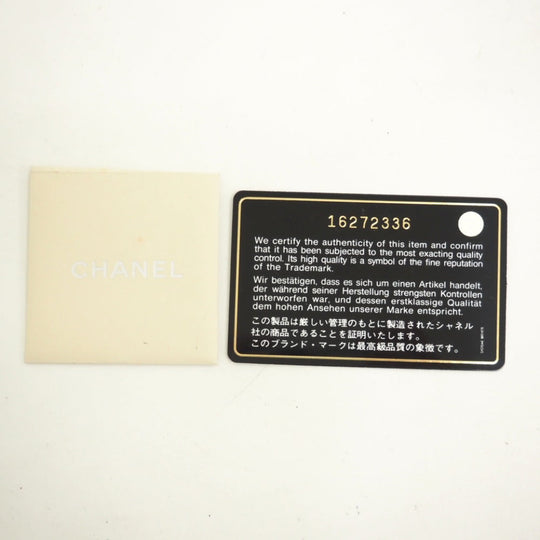 CHANEL
16272336
We certify the authenticity of this item and confirm
that it has been subjected to the most exacting quality
control. Its high quality is a symbol of the fine reputation
of the Trademark.
Wir bestätigen, dass es sich um einen Artikel handelt,
der während seiner Herstellung strengsten Kontrollen
unterworfen war, und dessen erstklassige Qualität
dem hohen Ansehen unserer Marke entspricht.
この製品は厳しい管理のもとに製造されたシャネル
社の商品であることを証明いたします。
このブランド・マークは最高級品質の象徴です。